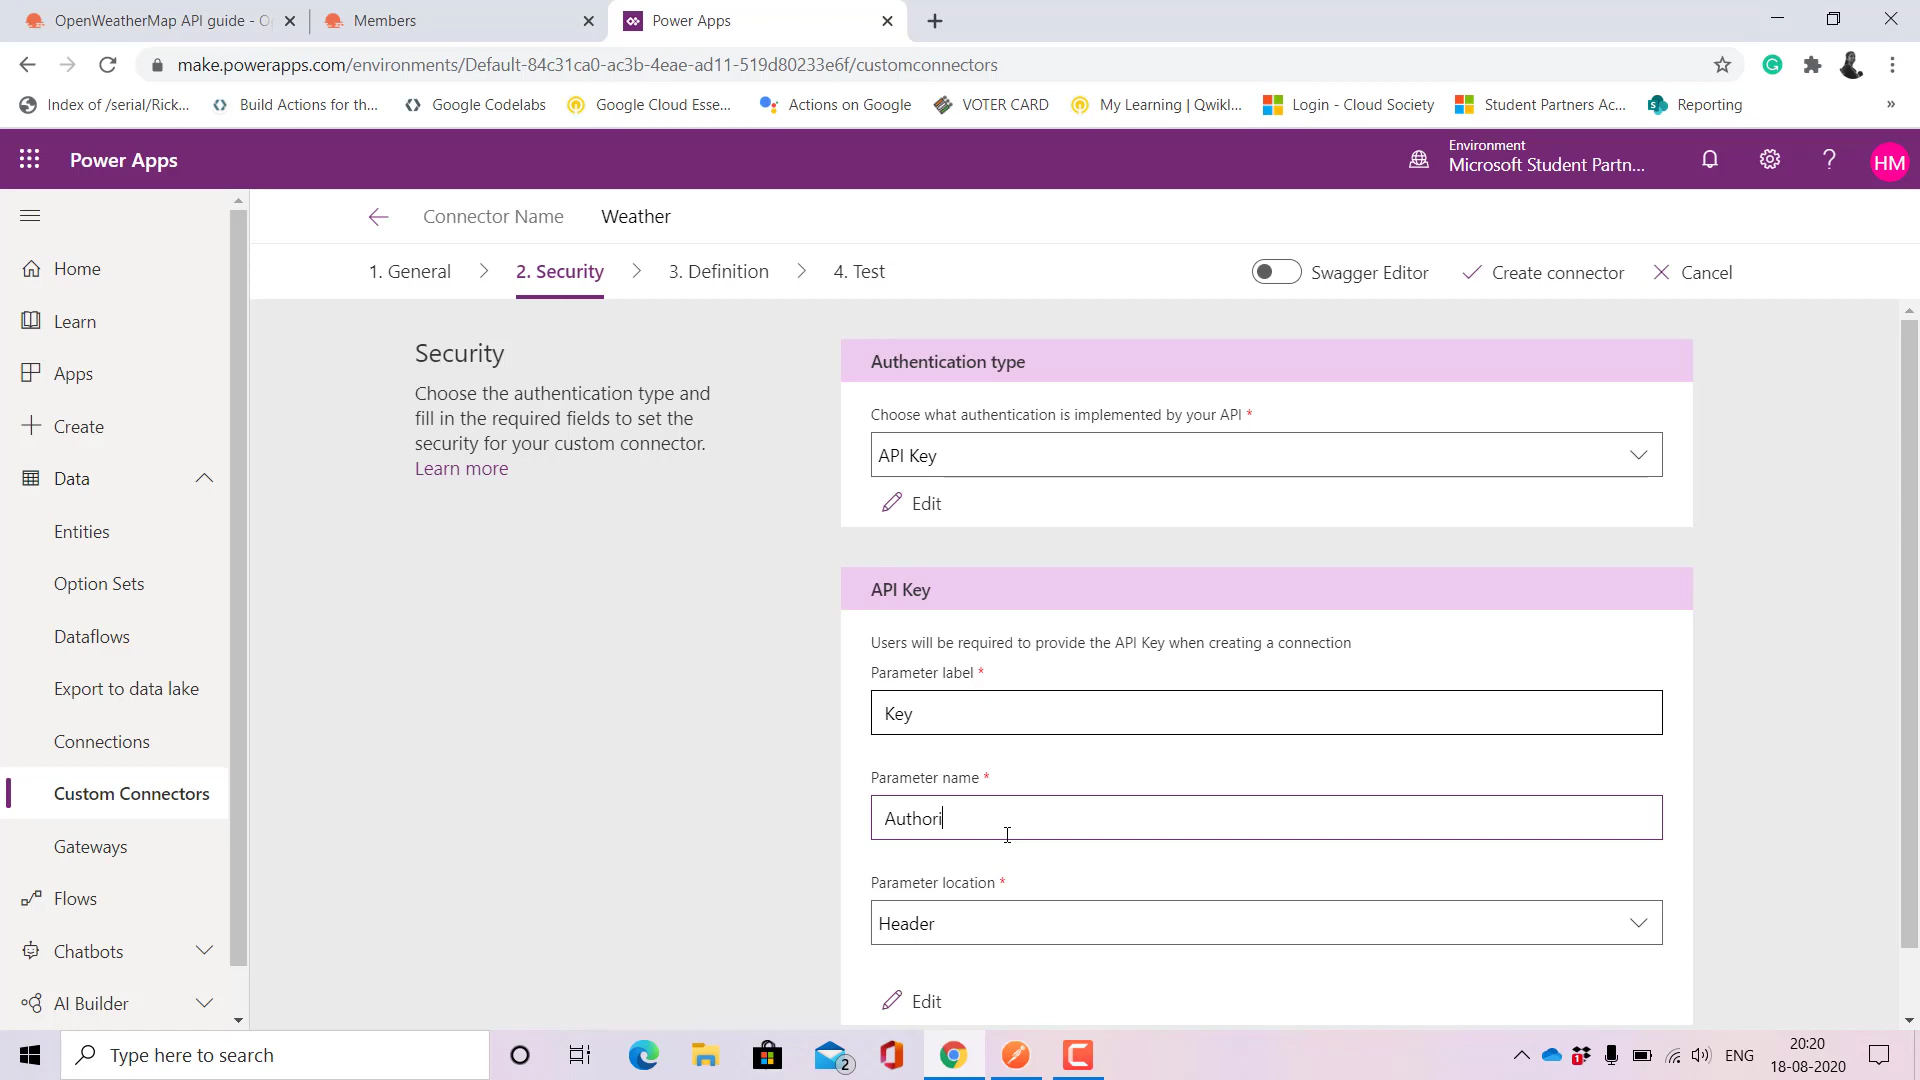 OpenWeatherMap API guide - O
Members
Power Apps
make.powerapps.com/environments/Default-84c31ca0-ac3b-4eae-ad11-519d80233e6f/customconnectors
Index of /serial/Rick...
Build Actions for th...
Google Codelabs
Google Cloud Esse...
Actions on Google
VOTER CARD
My Learning | Qwikl...
Login - Cloud Society
Student Partners Ac...
Reporting
»
Power Apps
Environment
Microsoft Student Partn...
?
HM
Connector Name
Weather
1. General
2. Security
3. Definition
4. Test
Swagger Editor
Create connector
Cancel
Home
Learn
Apps
Create
Data
Entities
Option Sets
Dataflows
Export to data lake
Connections
Custom Connectors
Gateways
Flows
Chatbots
AI Builder
Security
Choose the authentication type and
fill in the required fields to set the
security for your custom connector.
Learn more
Authentication type
Choose what authentication is implemented by your API *
API Key
Edit
API Key
Users will be required to provide the API Key when creating a connection
Parameter label *
Key
Parameter name *
Authori
Parameter location *
Header
Edit
Type here to search
2
1
ENG
20:20
18-08-2020